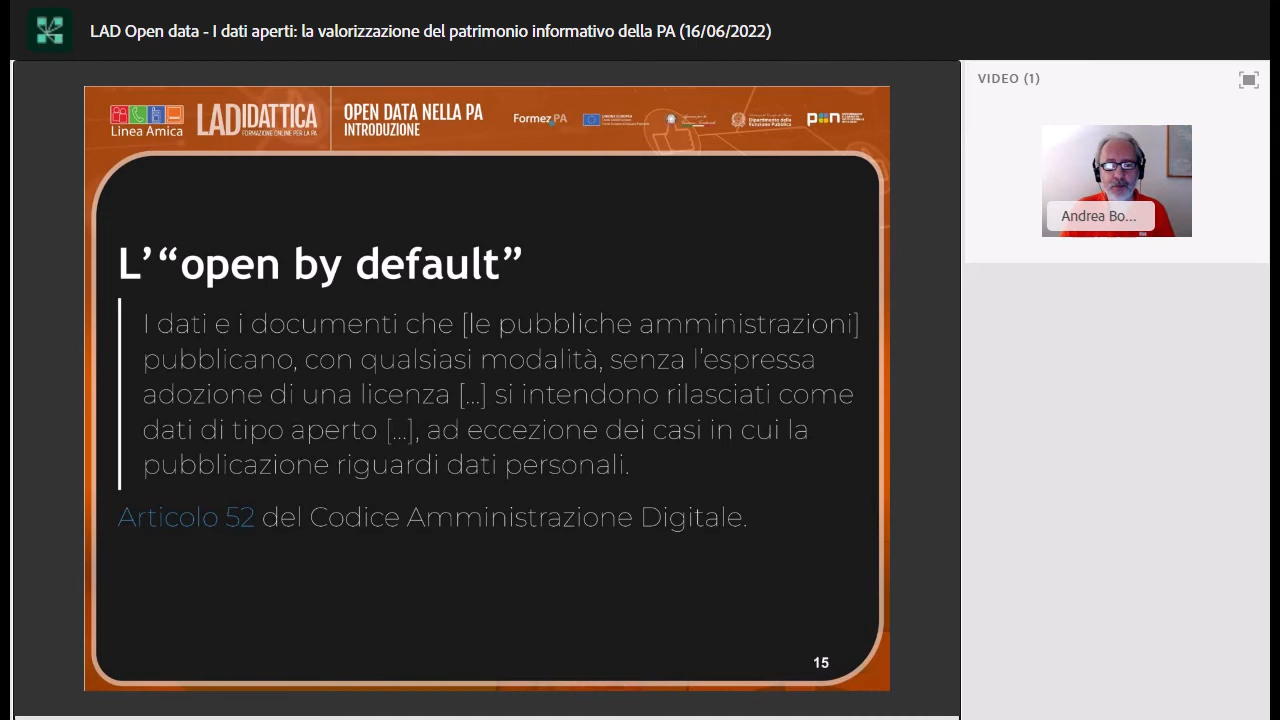 LAD Open data - I dati aperti: la valorizzazione del patrimonio informativo della PA (16/06/2022)
VIDEO (1)
Linea Amica
LADIDATTICA
FORMAZIONE ONLINE PER LA PA
OPEN DATA NELLA PA
INTRODUZIONE
FormezPA
UNIONE EUROPEA
Dipartimento della
Funzione Pubblica
pon
Andrea Bo...
L’“open by default”
I dati e i documenti che [le pubbliche amministrazioni]
pubblicano, con qualsiasi modalità, senza l’espressa
adozione di una licenza [...] si intendono rilasciati come
dati di tipo aperto [...], ad eccezione dei casi in cui la
pubblicazione riguardi dati personali.
Articolo 52 del Codice Amministrazione Digitale.
15